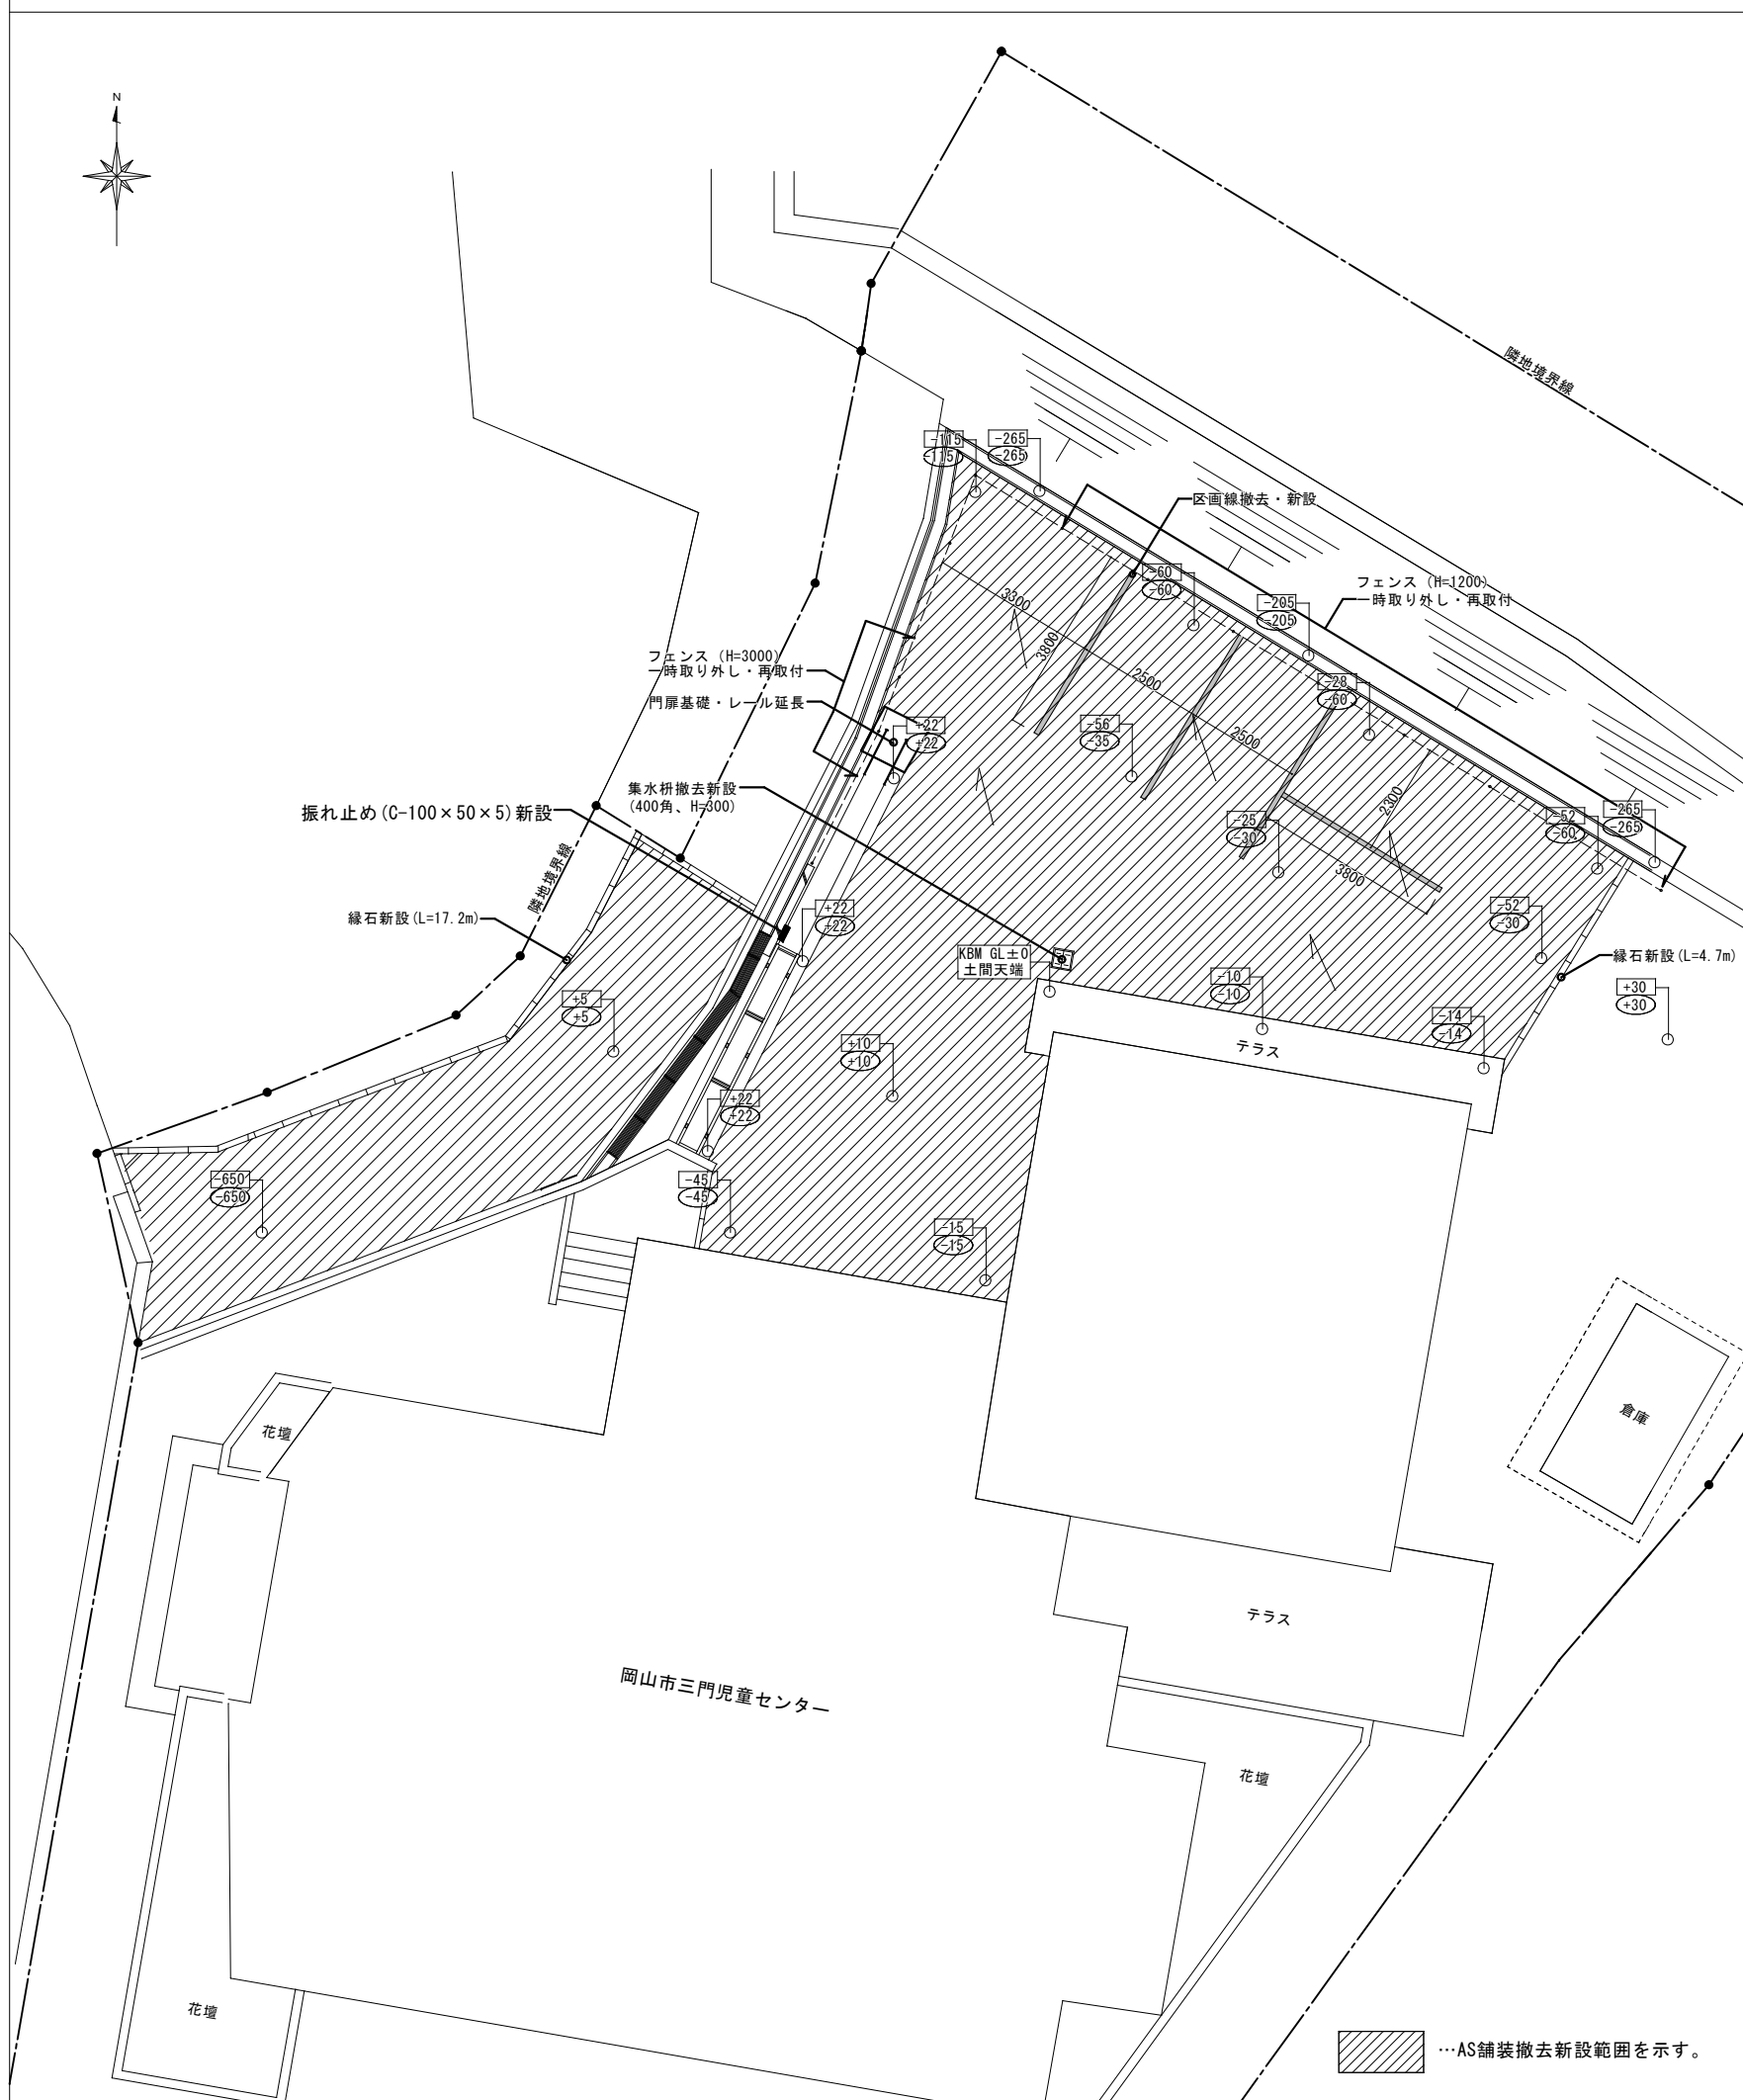 N
隣地境界線
-115
-115
-265
-265
区画線撤去・新設
-60
-60
フェンス (H=1200)
一時取り外し・再取付
-205
-205
3300
3800
フェンス (H=3000)
一時取り外し・再取付
2500
-28
-60
門扉基礎・レール延長
+22
+22
-56
-35
2500
集水桝撤去新設
(400角、H=300)
振れ止め(C-100×50×5)新設
2300
-25
-30
-52
-60
-265
-265
隣地境界線
3800
縁石新設(L=17.2m)
+22
+22
-52
-30
KBM GL±0
土間天端
縁石新設(L=4.7m)
-10
-10
+30
+30
+5
+5
-14
-14
+10
+10
テラス
+22
+22
-650
-650
-45
-45
-15
-15
倉庫
花壇
テラス
岡山市三門児童センター
花壇
花壇
…AS舗装撤去新設範囲を示す。